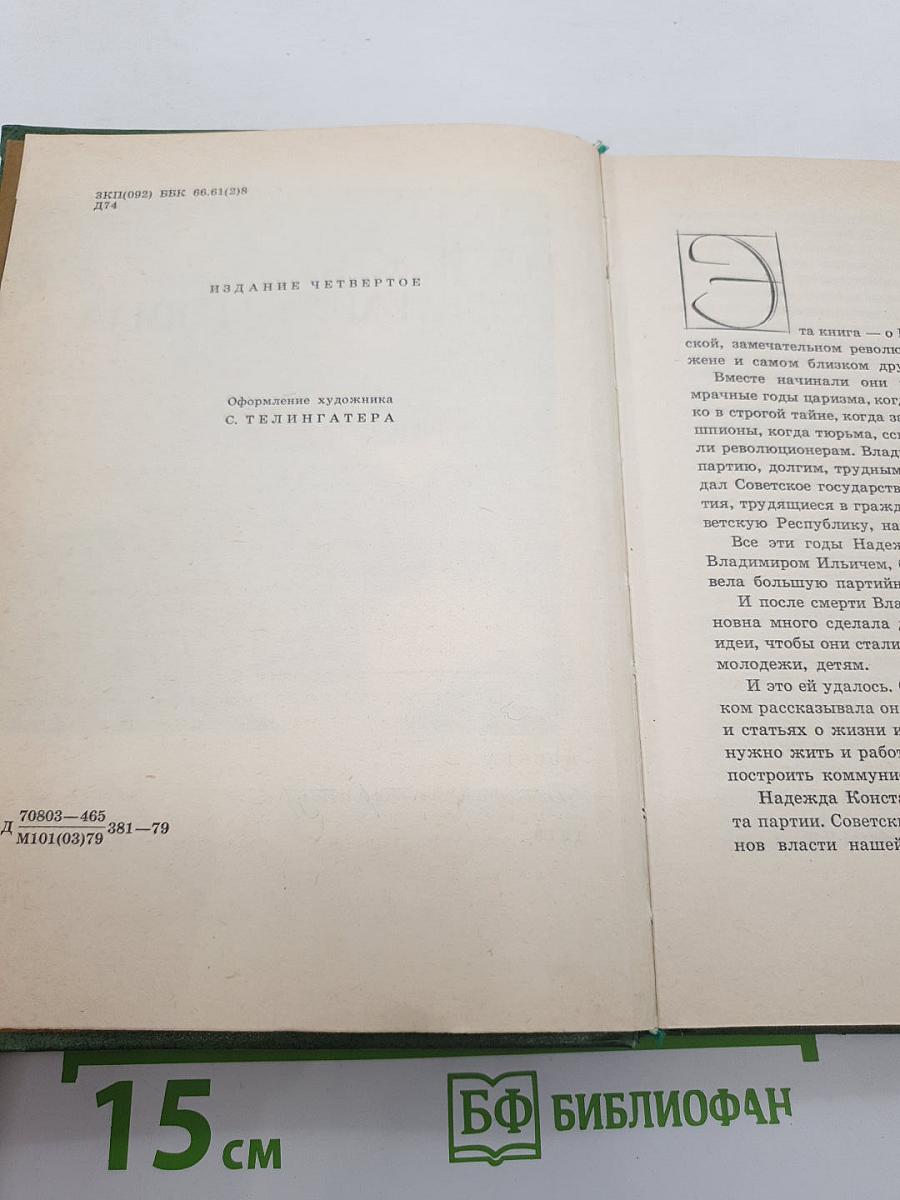 ЗКП(092) ББК 66.61(2)8
Д74
ИЗДАНИЕ ЧЕТВЕРТОЕ
Оформление художника
С. ТЕЛИНГАТЕРА
Д 70803—465
М101(03)79 381—79
Э
та книга — о
ской, замечательном револю
жене и самом близком дру
Вместе начинали они
мрачные годы царизма, ког
ко в строгой тайне, когда за
шпионы, когда тюрьма, сс
ли революционерам. Влад
партию, долгим, трудным
дал Советское государств
тия, трудящиеся в гражд
ветскую Республику, на
Все эти годы Надеж
Владимиром Ильичем,
вела большую партийн
И после смерти Вла
новна много сделала
идеи, чтобы они стали
молодежи, детям.
И это ей удалось.
ком рассказывала он
и статьях о жизни и
нужно жить и работ
построить коммуни
Надежда Конста
та партии. Советски
нов власти нашей
15 см
БФ БИБЛИОФАН